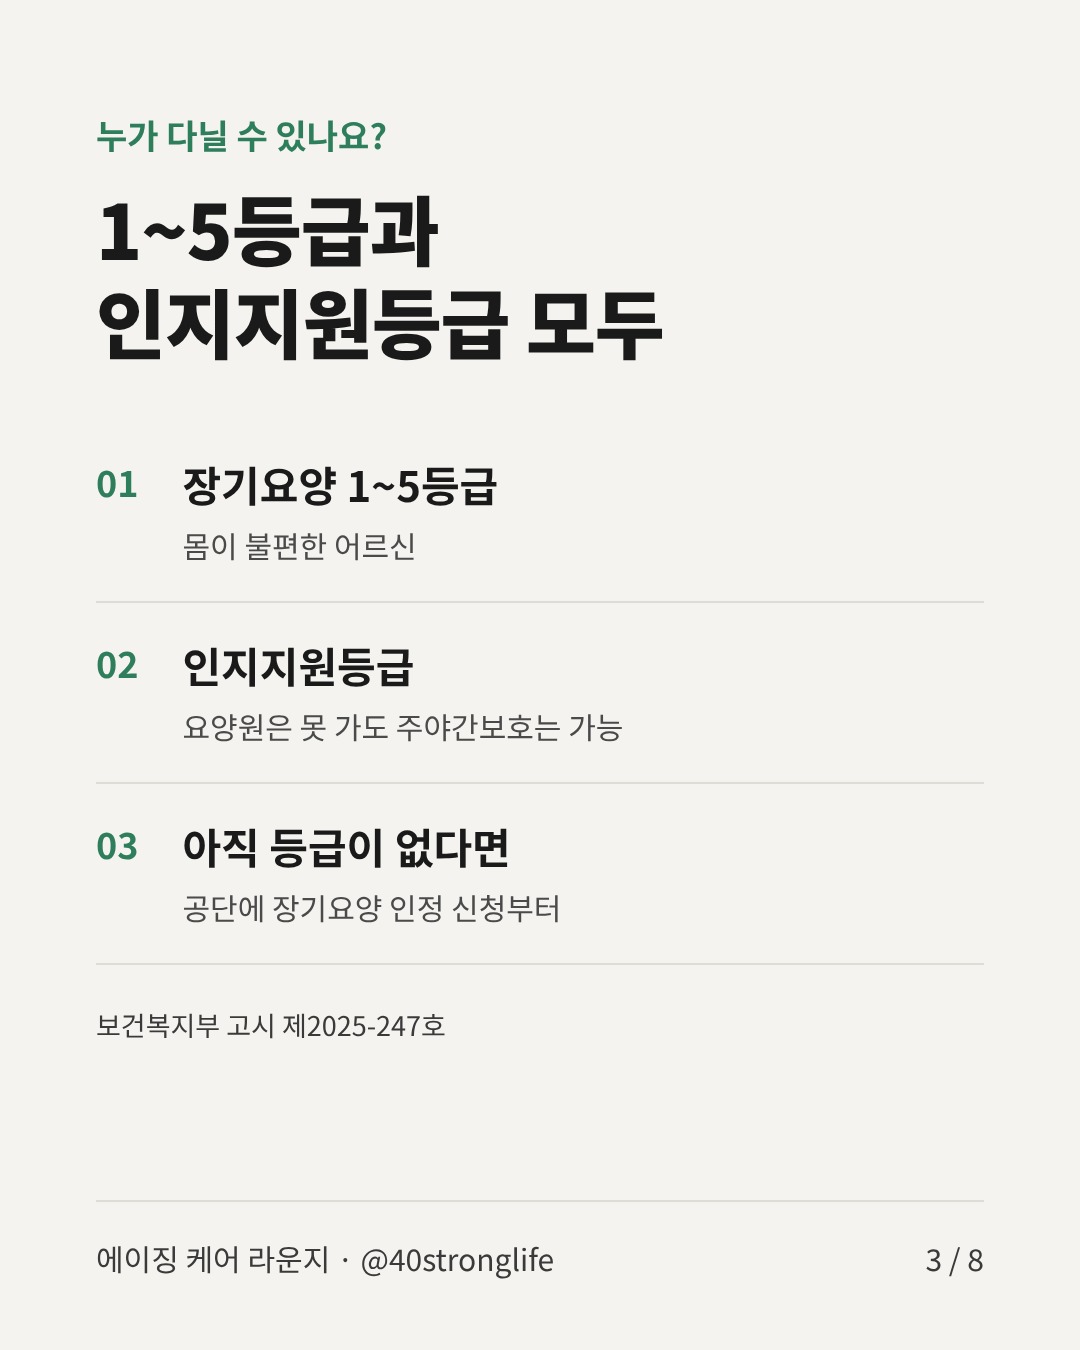 누가 다닐 수 있나요?
1~5등급과
인지지원등급 모두
01 장기요양 1~5등급
몸이 불편한 어르신
02 인지지원등급
요양원은 못 가도 주야간보호는 가능
03 아직 등급이 없다면
공단에 장기요양 인정 신청부터
보건복지부 고시 제2025-247호
에이징 케어 라운지 · @40stronglife 3 / 8